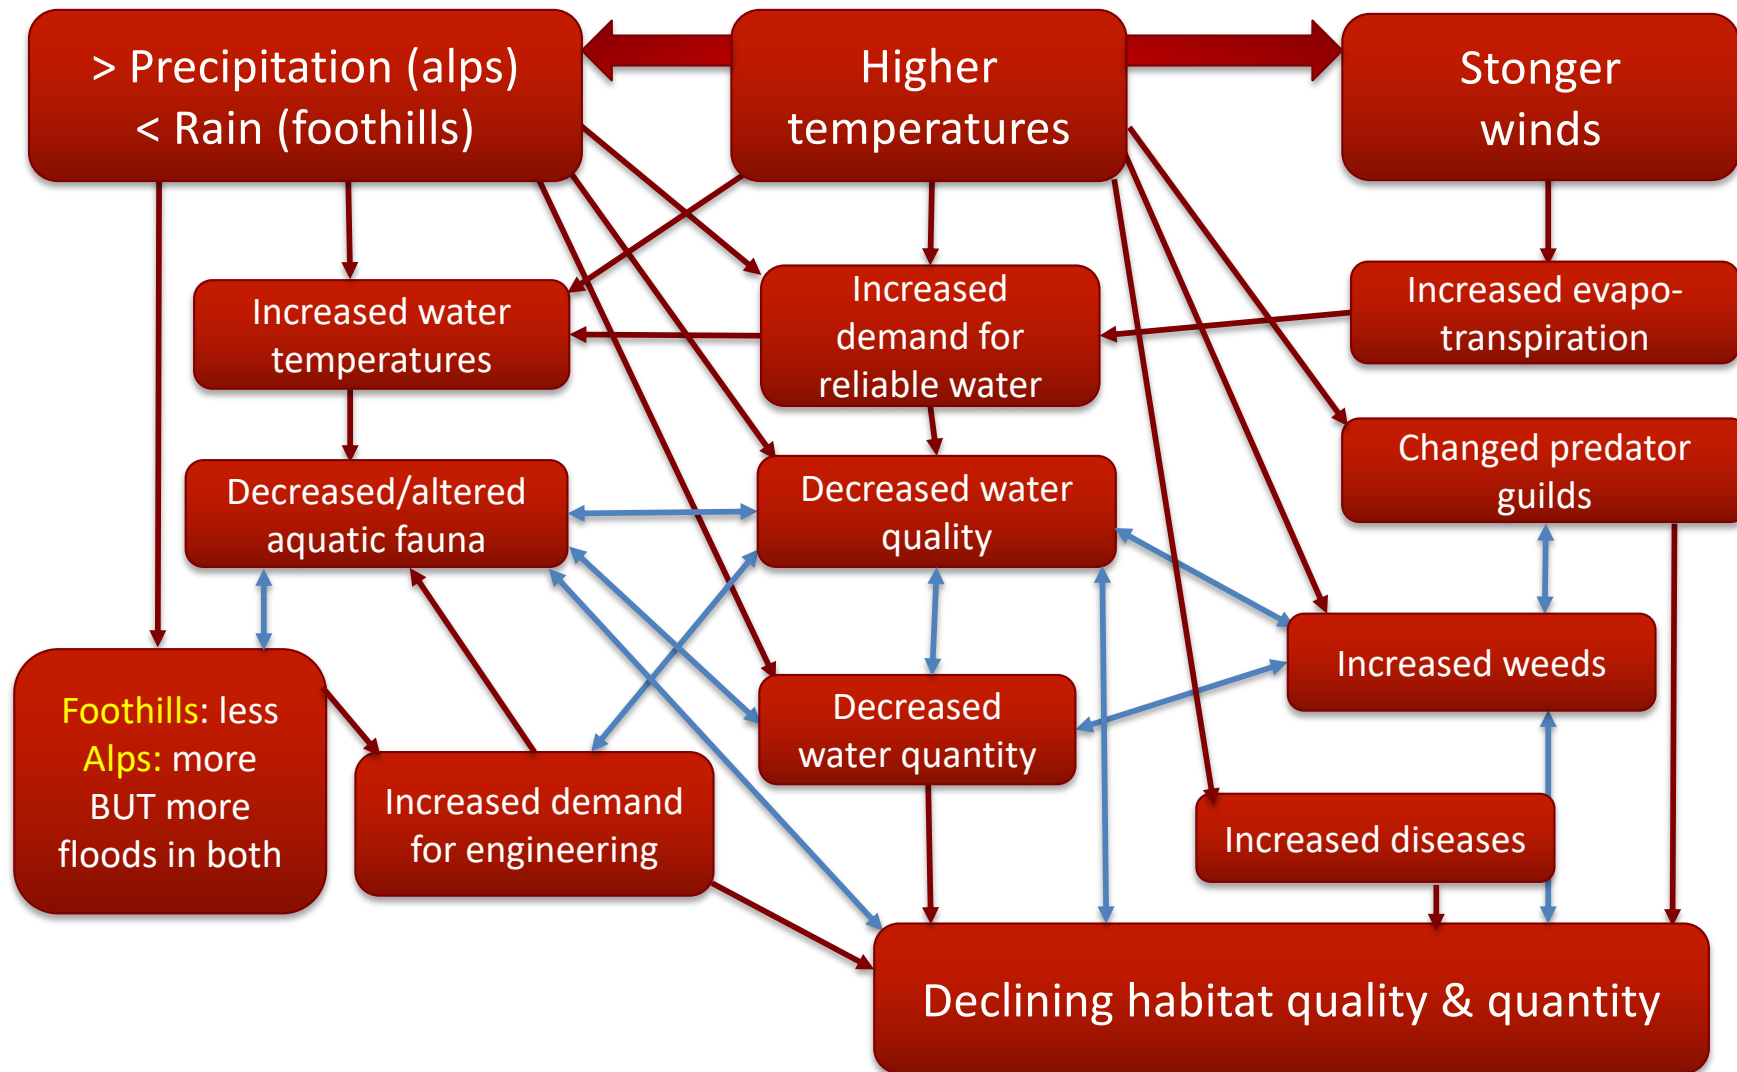 > Precipitation (alps)
< Rain (foothills)
Higher
temperatures
Stonger
winds
Increased water
temperatures
Increased
demand for
reliable water
Increased evapo-
transpiration
Decreased/altered
aquatic fauna
Decreased water
quality
Changed predator
guilds
Foothills: less
Alps: more
BUT more
floods in both
Increased demand
for engineering
Decreased
water quantity
Increased weeds
Increased diseases
Declining habitat quality & quantity